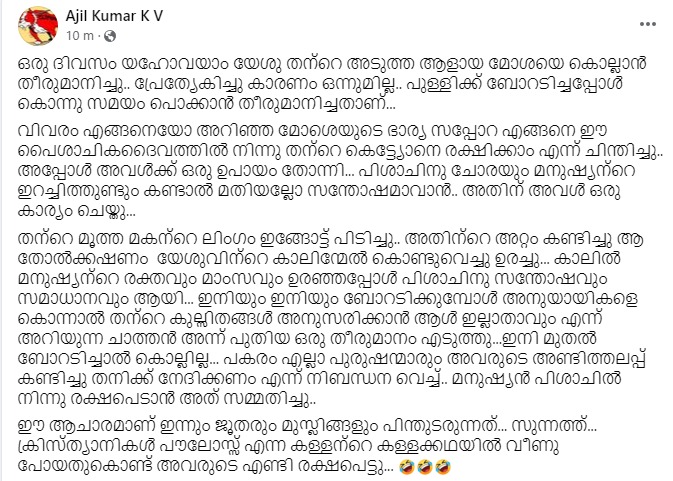 Ajil Kumar K V
10 m ·
ഒരു ദിവസം യഹോവയാം യേശു തന്റെ അടുത്ത ആളായ മോശയെ കൊല്ലാൻ
തീരുമാനിച്ചു.. പ്രേത്യേകിച്ചു കാരണം ഒന്നുമില്ല.. പുള്ളിക്ക് ബോറടിച്ചപ്പോൾ
കൊന്നു സമയം പൊക്കാൻ തീരുമാനിച്ചതാണ്...
വിവരം എങ്ങനെയോ അറിഞ്ഞ മോശെയുടെ ഭാര്യ സപ്പോറ എങ്ങനെ ഈ
പൈശാചികദൈവത്തിൽ നിന്നു തന്റെ കെട്ട്യോനെ രക്ഷിക്കാം എന്ന് ചിന്തിച്ചു..
അപ്പോൾ അവൾക്ക് ഒരു ഉപായം തോന്നി... പിശാചിനു ചോരയും മനുഷ്യന്റെ
ഇറച്ചിത്തുണ്ടും കണ്ടാൽ മതിയല്ലോ സന്തോഷമാവാൻ.. അതിന് അവൾ ഒരു
കാര്യം ചെയ്തു...
തന്റെ മൂത്ത മകന്റെ ലിംഗം ഇങ്ങോട്ട് പിടിച്ചു.. അതിന്റെ അറ്റം കണ്ടിച്ചു ആ
തോൽക്കഷണം യേശുവിന്റെ കാലിന്മേൽ കൊണ്ടുവെച്ചു ഉരച്ചു... കാലിൽ
മനുഷ്യന്റെ രക്തവും മാംസവും ഉരഞ്ഞപ്പോൾ പിശാചിനു സന്തോഷവും
സമാധാനവും ആയി... ഇനിയും ഇനിയും ബോറടിക്കുമ്പോൾ അനുയായികളെ
കൊന്നാൽ തന്റെ കുല്സിതങ്ങൾ അനുസരിക്കാൻ ആൾ ഇല്ലാതാവും എന്ന്
അറിയുന്ന ചാത്തൻ അന്ന് പുതിയ ഒരു തീരുമാനം എടുത്തു...ഇനി മുതൽ
ബോറടിച്ചാൽ കൊല്ലില്ല... പകരം എല്ലാ പുരുഷന്മാരും അവരുടെ അണ്ടിത്തലപ്പ്
കണ്ടിച്ചു തനിക്ക് നേദിക്കണം എന്ന് നിബന്ധന വെച്ച്.. മനുഷ്യൻ പിശാചിൽ
നിന്നു രക്ഷപെടാൻ അത് സമ്മതിച്ചു..
ഈ ആചാരമാണ് ഇന്നും ജൂതരും മുസ്ലിങ്ങളും പിന്തുടരുന്നത്... സുന്നത്ത്...
ക്രിസ്ത്യാനികൾ പൗലോസ്സ് എന്ന കള്ളന്റെ കള്ളക്കഥയിൽ വീണു
പോയതുകൊണ്ട് അവരുടെ എണ്ടി രക്ഷപെട്ടു... 🤣🤣🤣